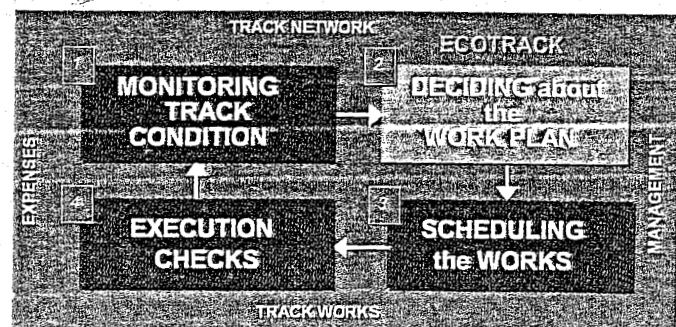 TRACK NETWORK
ECOTRACK
1
MONITORING
TRACK
CONDITION
2
DECIDING about
the
WORK PLAN
EXPENSES
MANAGEMENT
4
EXECUTION
CHECKS
3
SCHEDULING
the WORKS
TRACK WORKS